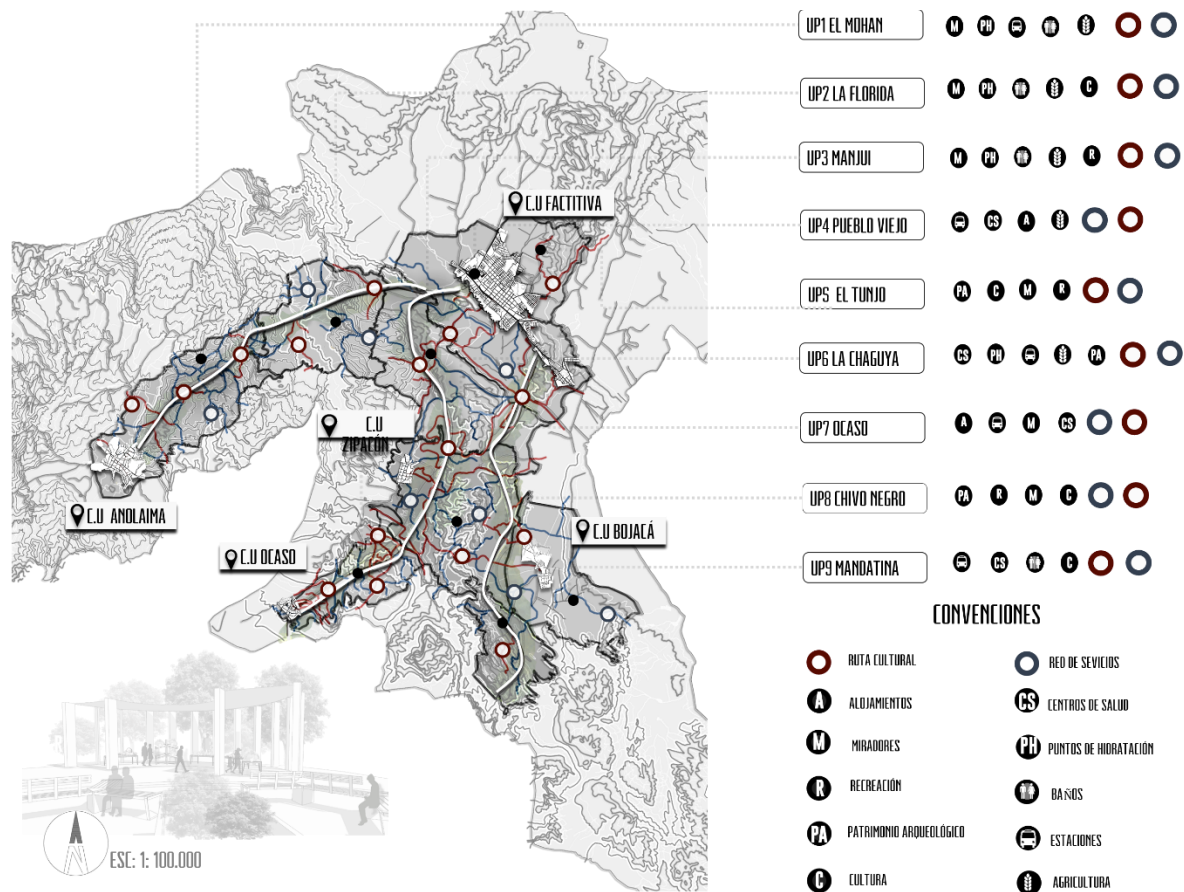 UP1 EL MOHAN
M PH
UP2 LA FLORIDA
M PH C
UP3 MANJUI
M PH R
C.U FACTITIVA
UP4 PUEBLO VIEJO
CS A
UP5 EL TUNJO
PA C M R
UP6 LA CHAGUYA
CS PH PA
C.U
ZIPACÓN
UP7 OCASO
A M CS
UP8 CHIVO NEGRO
PA R M C
C.U ANOLAIMA
C.U BOJACÁ
C.U OCASO
UP9 MANDATINA
CS C
CONVENCIONES
RUTA CULTURAL
RED DE SEVICIOS
A ALOJAMIENTOS
CS CENTROS DE SALUD
M MIRADORES
PH PUNTOS DE HIDRATACIÓN
R RECREACIÓN
BAÑOS
PA PATRIMONIO ARQUEOLÓGICO
ESTACIONES
C CULTURA
AGRICULTURA
N
ESC: 1: 100.000